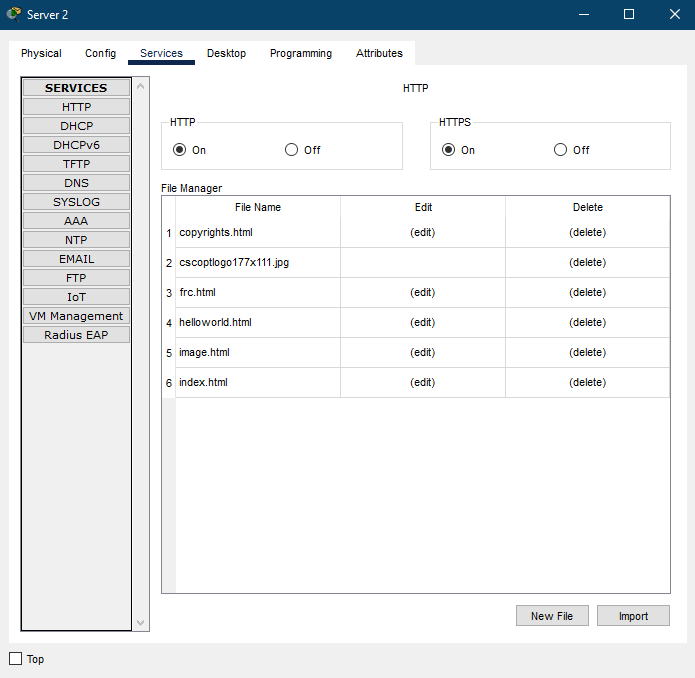 Server 2
Physical Config Services Desktop Programming Attributes
SERVICES
HTTP
DHCP
DHCPv6
TFTP
DNS
SYSLOG
AAA
NTP
EMAIL
FTP
IoT
VM Management
Radius EAP
HTTP
HTTP
On Off
HTTPS
On Off
File Manager
File Name Edit Delete
1 copyrights.html (edit) (delete)
2 cscoptlogo177x111.jpg (delete)
3 frc.html (edit) (delete)
4 helloworld.html (edit) (delete)
5 image.html (edit) (delete)
6 index.html (edit) (delete)
New File Import
Top